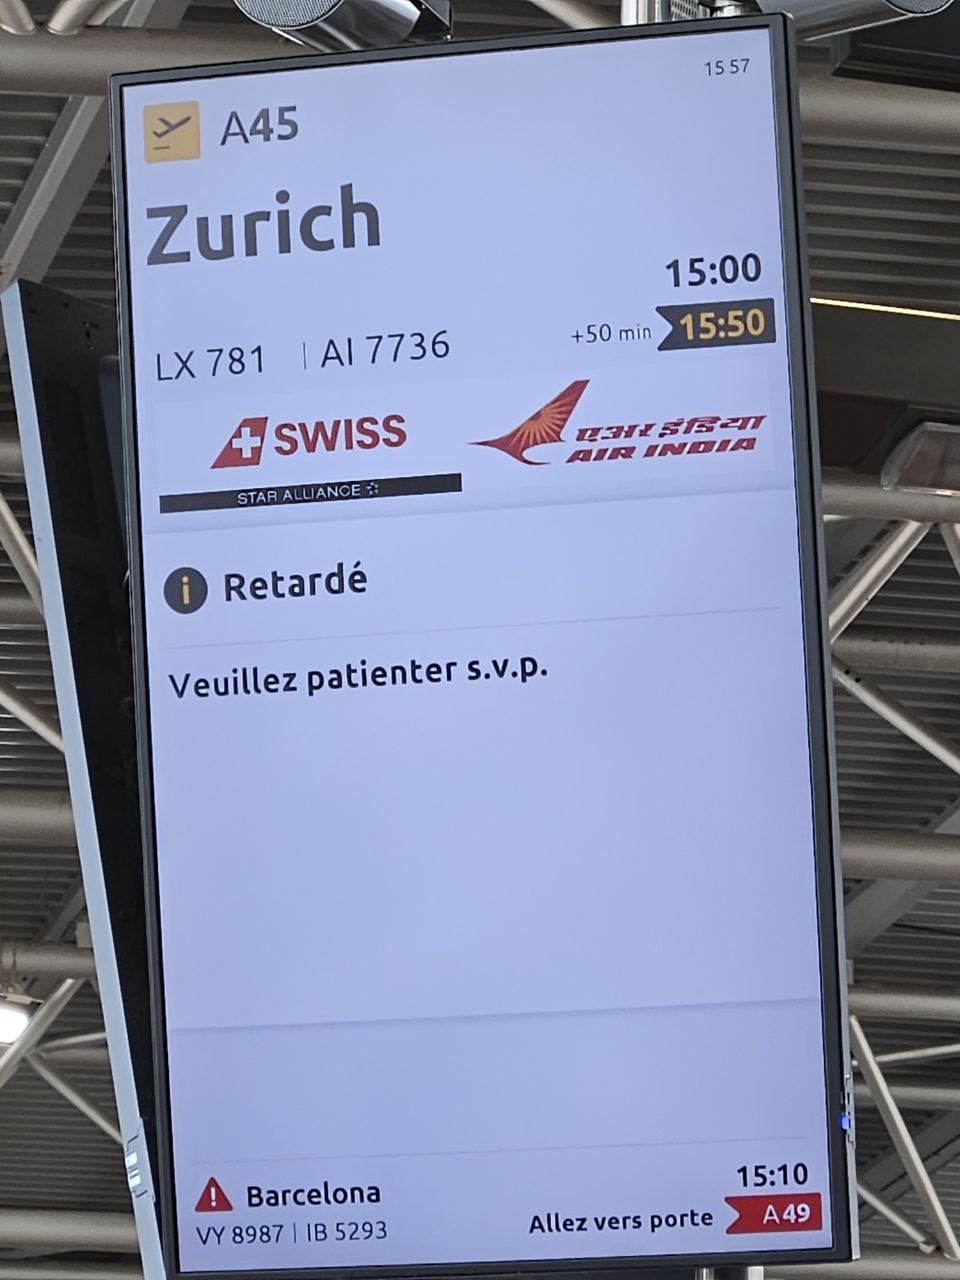 15 57
A45
Zurich
15:00
+50 min 15:50
LX 781 | AI 7736
SWISS
एअर इंडिया
AIR INDIA
STAR ALLIANCE
i Retardé
Veuillez patienter s.v.p.
15:10
! Barcelona
Allez vers porte A49
VY 8987 | IB 5293